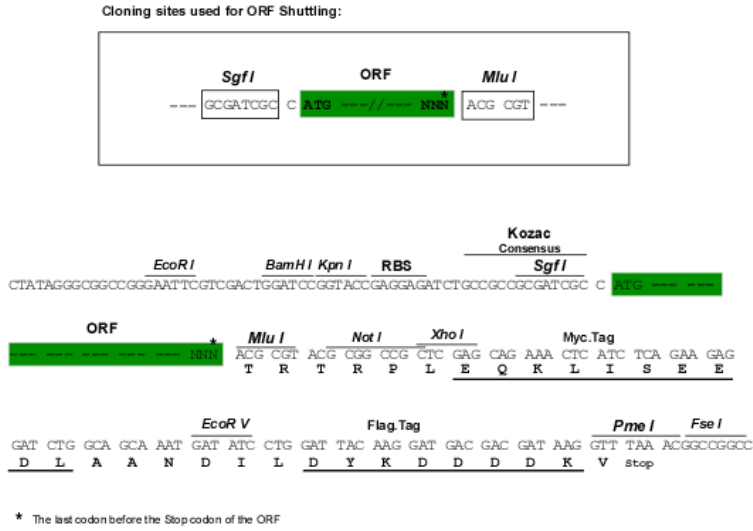 Cloning sites used for ORF Shuttling:
Sgf I ORF Mlu I
*
--- GCGATCGC C ATG ---//--- NNN ACG CGT ---
Kozac
Consensus
EcoR I BamH I Kpn I RBS Sgf I
CTATAGGGCGGCCGGGAATTCGTCGACTGGATCCGGTACCGAGGAGATCTGCCGCCGCGATCGC C ATG --- ---
ORF * Mlu I Not I Xho I Myc.Tag
--- --- --- --- --- --- NNN ACG CGT ACG CGG CCG CTC GAG CAG AAA CTC ATC TCA GAA GAG
T R T R P L E Q K L I S E E
EcoR V Flag.Tag Pme I Fse I
GAT CTG GCA GCA AAT GAT ATC CTG GAT TAC AAG GAT GAC GAC GAT AAG GTT TAA ACGGCCGGCC
D L A A N D I L D Y K D D D D K V Stop
* The last codon before the Stop codon of the ORF